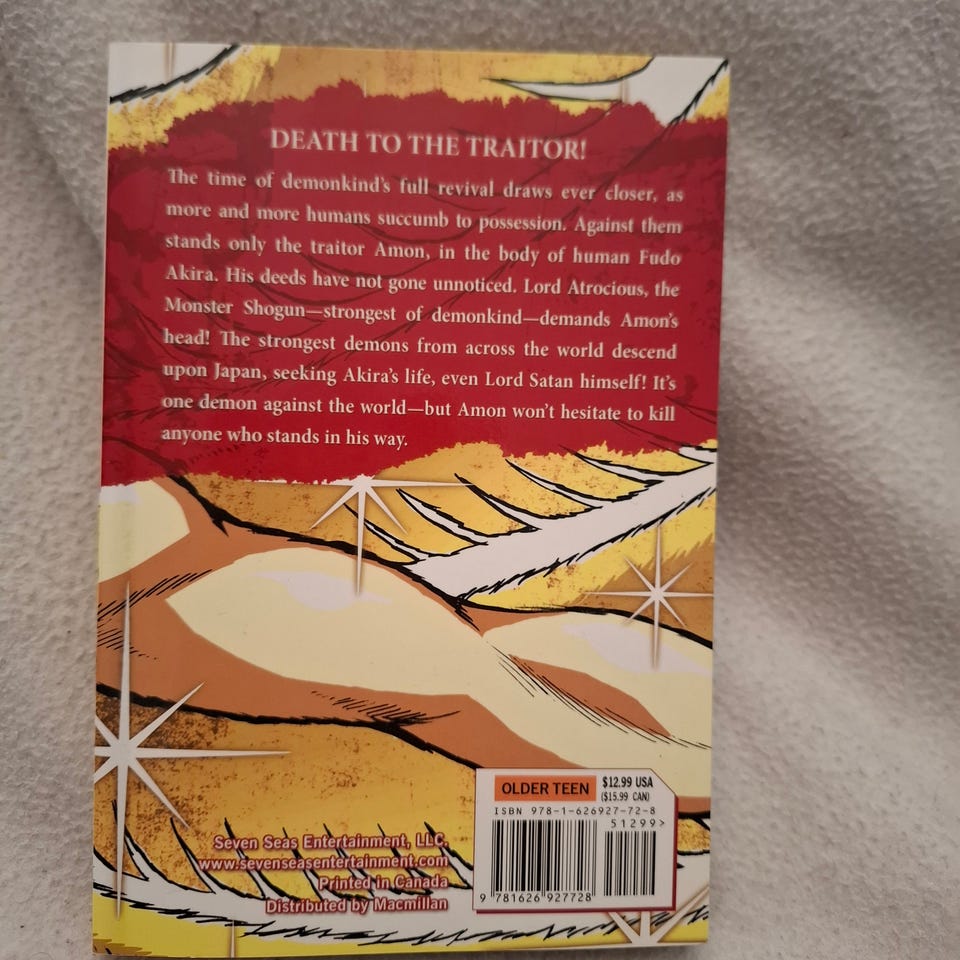 DEATH TO THE TRAITOR!
The time of demonkind's full revival draws ever closer, as
more and more humans succumb to possession. Against them
stands only the traitor Amon, in the body of human Fudo
Akira. His deeds have not gone unnoticed. Lord Atrocious, the
Monster Shogun—strongest of demonkind—demands Amon's
head! The strongest demons from across the world descend
upon Japan, seeking Akira's life, even Lord Satan himself! It's
one demon against the world—but Amon won't hesitate to kill
anyone who stands in his way.
OLDER TEEN
$12.99 USA
($15.99 CAN)
ISBN 978-1-626927-72-8
51299>
9 781626 927728
Seven Seas Entertainment, LLC.
www.sevenseasentertainment.com
Printed in Canada
Distributed by Macmillan